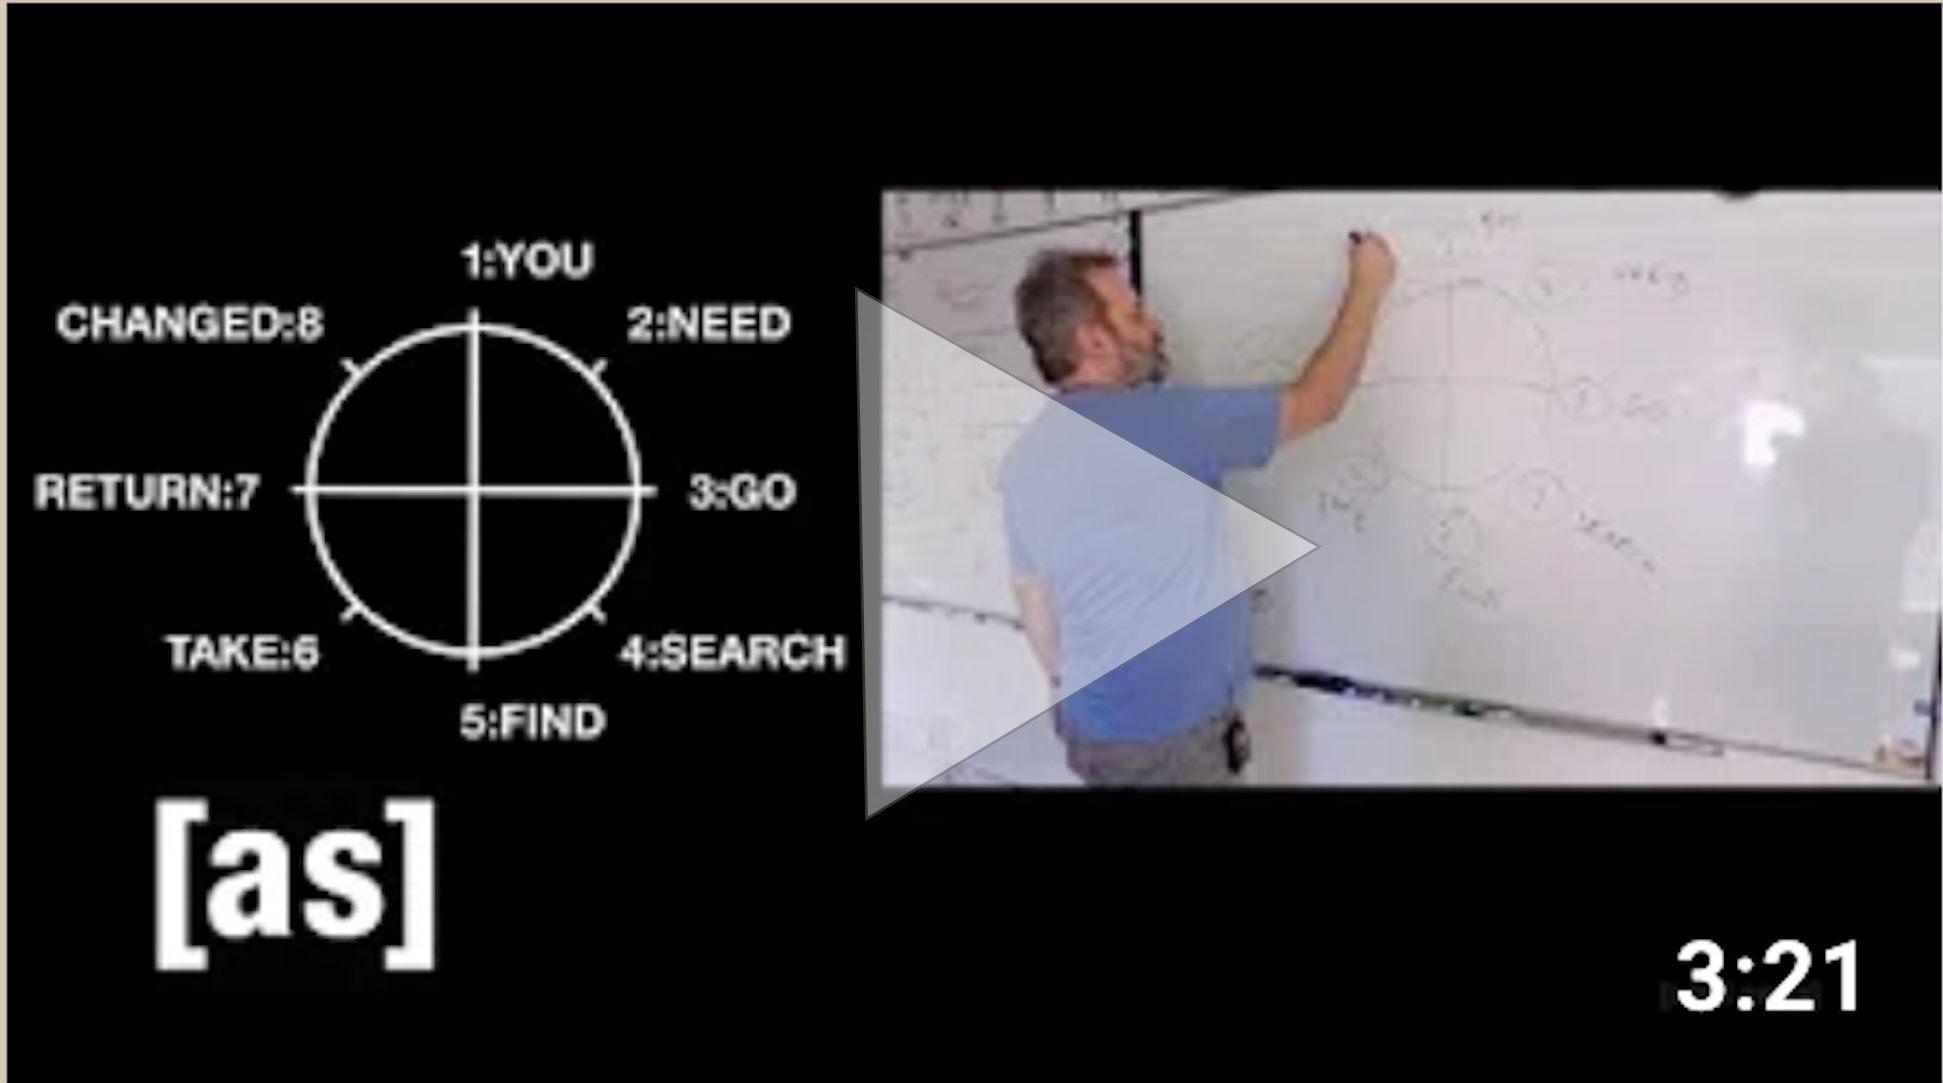 1:YOU
CHANGED:8
2:NEED
RETURN:7
3:GO
TAKE:6
4:SEARCH
5:FIND
[as]
3:21